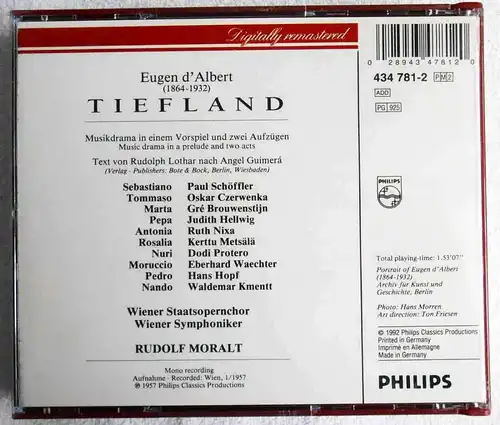 Digitally remastered
Eugen d'Albert
(1864-1932)
TIEFLAND
Musikdrama in einem Vorspiel und zwei Aufzügen
Music drama in a prelude and two acts
Text von Rudolph Lothar nach Angel Guimerá
(Verlag · Publishers: Bote & Bock, Berlin, Wiesbaden)
Sebastiano Paul Schöffler
Tommaso Oskar Czerwenka
Marta Gré Brouwenstijn
Pepa Judith Hellwig
Antonia Ruth Nixa
Rosalia Kerttu Metsälä
Nuri Dodi Protero
Moruccio Eberhard Waechter
Pedro Hans Hopf
Nando Waldemar Kmentt
Wiener Staatsopernchor
Wiener Symphoniker
RUDOLF MORALT
Mono recording
Aufnahme · Recorded: Wien, 1/1957
℗ 1957 Philips Classics Productions
0 28943 47812 0
434 781-2 PM2
ADD
PG 925
PHILIPS
Total playing-time: 1.53'07"
Portrait of Eugen d'Albert
(1864-1932)
Archiv für Kunst und
Geschichte, Berlin
Photo: Hans Morren
Art direction: Ton Friesen
© 1992 Philips Classics Productions
Printed in Germany
Imprimé en Allemagne
Made in Germany
PHILIPS